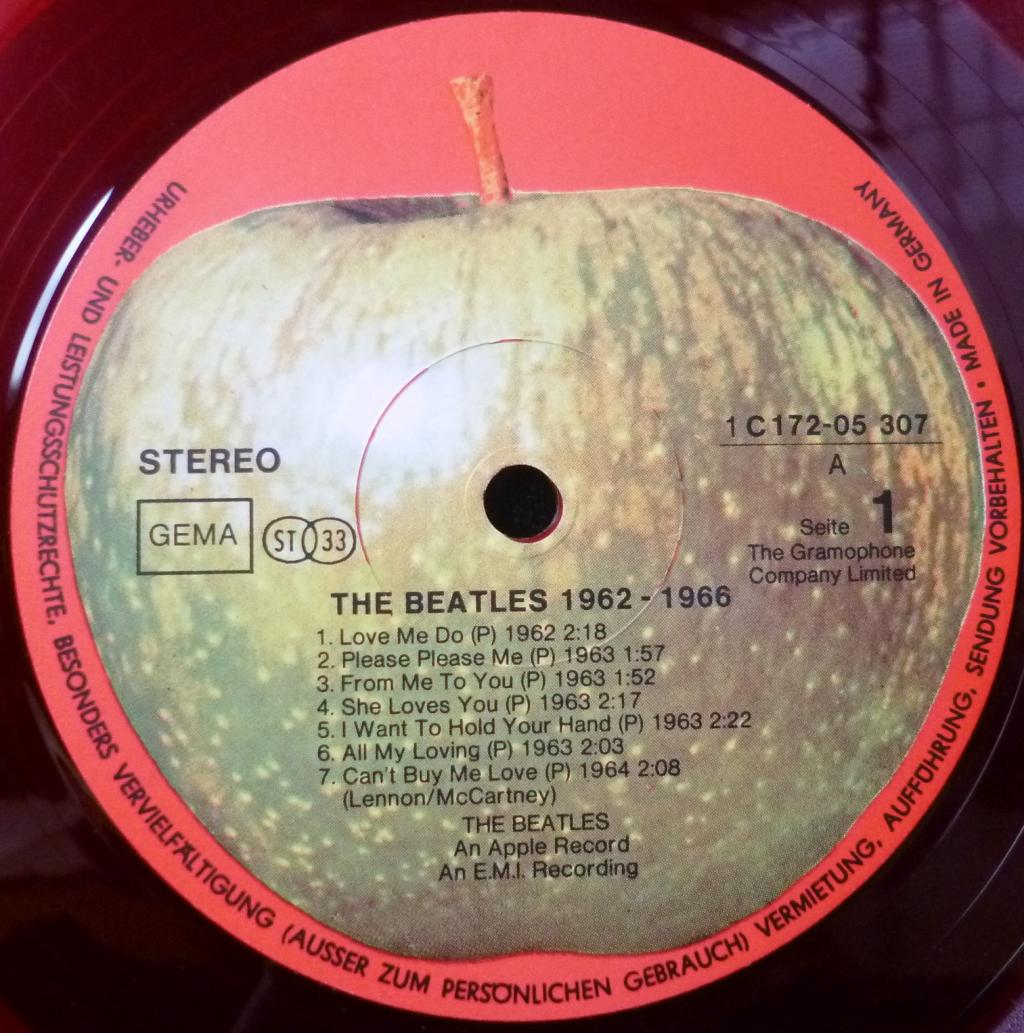 URHEBER- UND LEISTUNGSSCHUTZRECHTE, BESONDERS VERVIELFÄLTIGUNG (AUSSER ZUM PERSÖNLICHEN GEBRAUCH) VERMIETUNG, AUFFÜHRUNG, SENDUNG VORBEHALTEN · MADE IN GERMANY
1 C 172-05 307
A
STEREO
GEMA
ST 33
Seite 1
The Gramophone
Company Limited
THE BEATLES 1962 - 1966
1. Love Me Do (P) 1962 2:18
2. Please Please Me (P) 1963 1:57
3. From Me To You (P) 1963 1:52
4. She Loves You (P) 1963 2:17
5. I Want To Hold Your Hand (P) 1963 2:22
6. All My Loving (P) 1963 2:03
7. Can't Buy Me Love (P) 1964 2:08
(Lennon/McCartney)
THE BEATLES
An Apple Record
An E.M.I. Recording